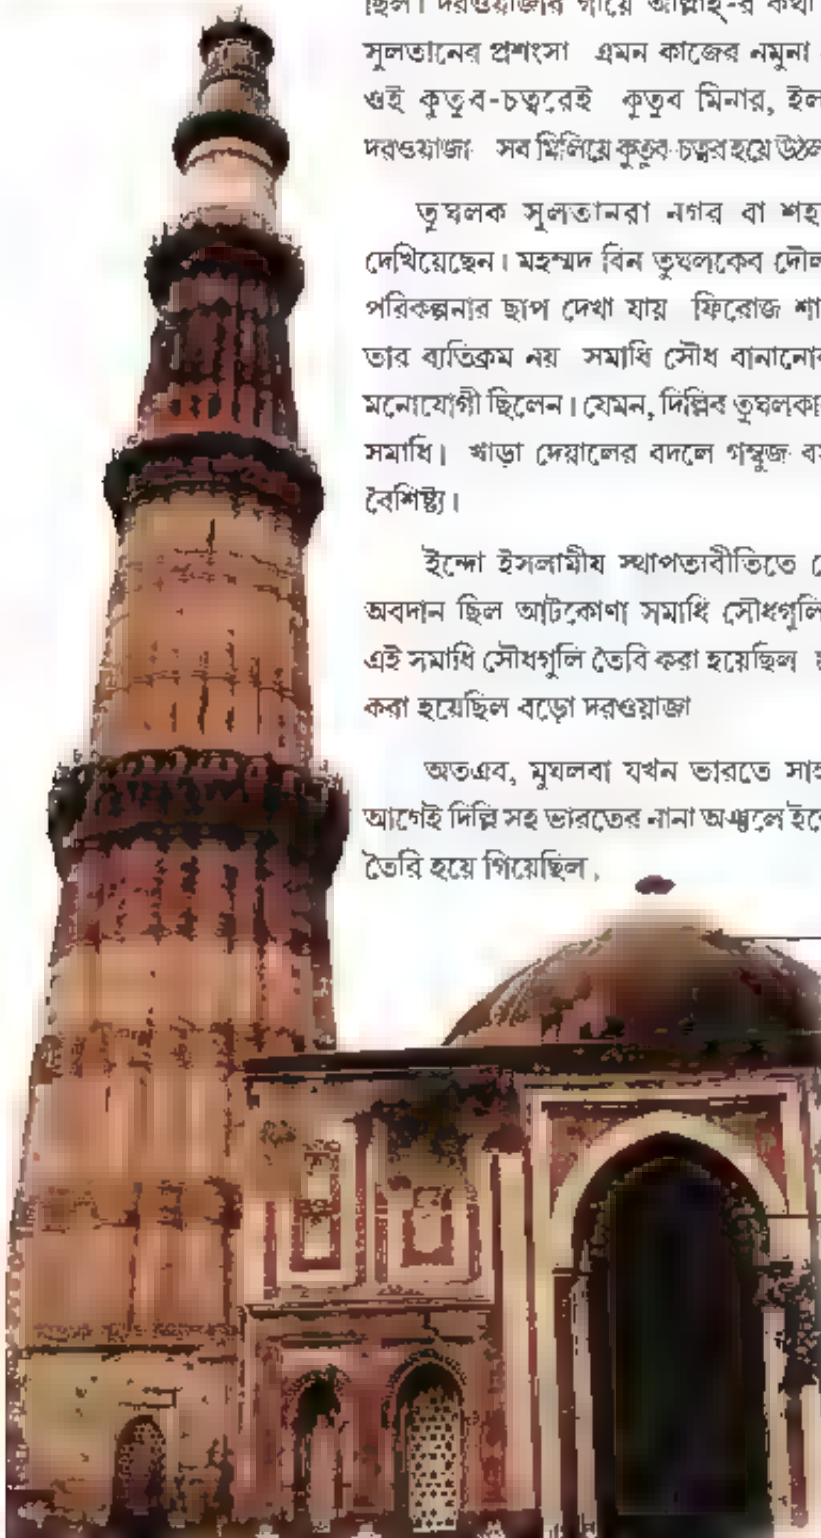 ছিল। দরওয়াজার গায়ে আল্লাহ্-র কথা
সুলতানের প্রশংসা এমন কাজের নমুনা
ওই কুতুব-চত্বরেই কুতুব মিনার, ইল
দরওয়াজা সব মিলিয়ে কুতুব চত্বর হয়ে উঠল
তুঘলক সুলতানরা নগর বা শহ
দেখিয়েছেন। মহম্মদ বিন তুঘলকেব দৌল
পরিকল্পনার ছাপ দেখা যায় ফিরোজ শা
তার ব্যতিক্রম নয় সমাধি সৌধ বানানোর
মনোযোগী ছিলেন। যেমন, দিল্লিব তুঘলকা
সমাধি। খাড়া দেয়ালের বদলে গম্বুজ বস
বৈশিষ্ট্য।
ইন্দো ইসলামীয স্থাপত্যরীতিতে লো
অবদান ছিল আটকোণা সমাধি সৌধগুলি
এই সমাধি সৌধগুলি তৈবি করা হয়েছিল
করা হয়েছিল বড়ো দরওয়াজা
অতএব, মুঘলবা যখন ভারতে সাম্র
আগেই দিল্লি সহ ভারতের নানা অঞ্চলে ইন্দো
তৈরি হয়ে গিয়েছিল।